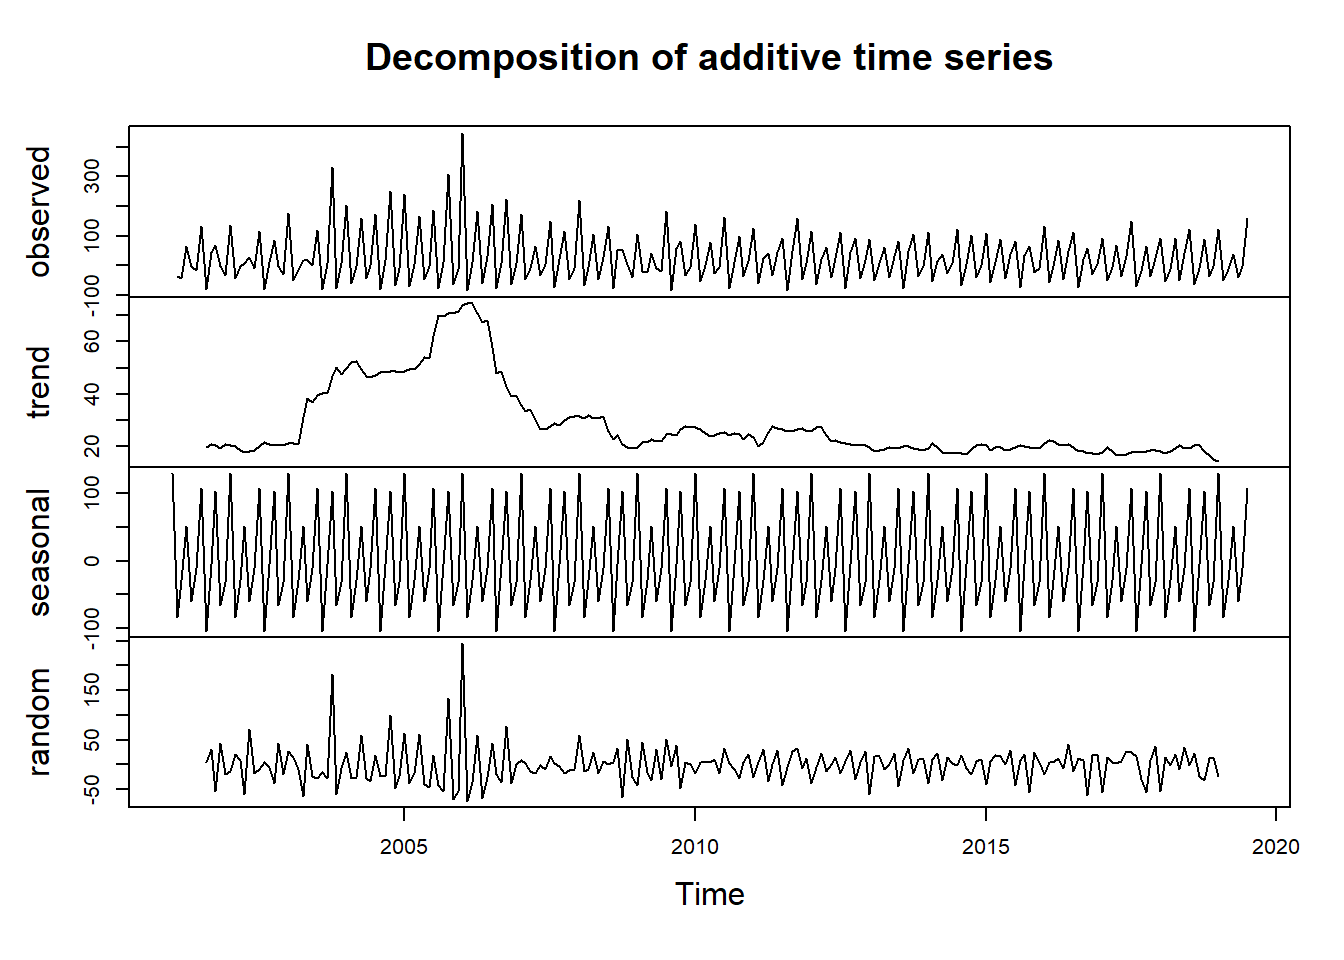 Decomposition of additive time series
observed
-100 100 300
trend
20 40 60
seasonal
-100 0 100
random
-50 50 150
2005 2010 2015 2020
Time